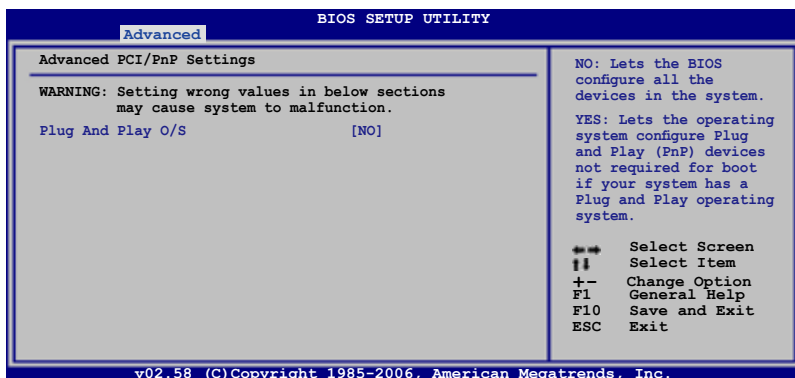 BIOS SETUP UTILITY
Advanced
Advanced PCI/PnP Settings
WARNING: Setting wrong values in below sections
may cause system to malfunction.
Plug And Play O/S [NO]
NO: Lets the BIOS
configure all the
devices in the system.
YES: Lets the operating
system configure Plug
and Play (PnP) devices
not required for boot
if your system has a
Plug and Play operating
system.
←→ Select Screen
↑↓ Select Item
+- Change Option
F1 General Help
F10 Save and Exit
ESC Exit
v02.58 (C)Copyright 1985-2006, American Megatrends, Inc.